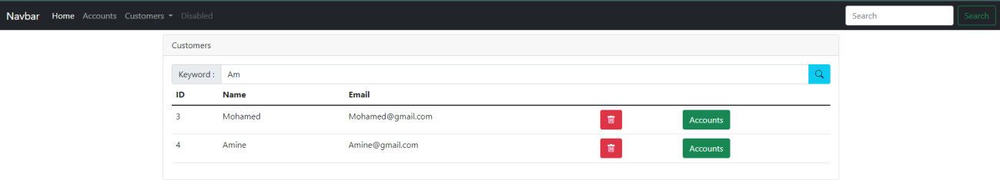 Navbar Home Accounts Customers Disabled Search Search
Customers
Keyword : Am
ID Name Email
3 Mohamed Mohamed@gmail.com Accounts
4 Amine Amine@gmail.com Accounts